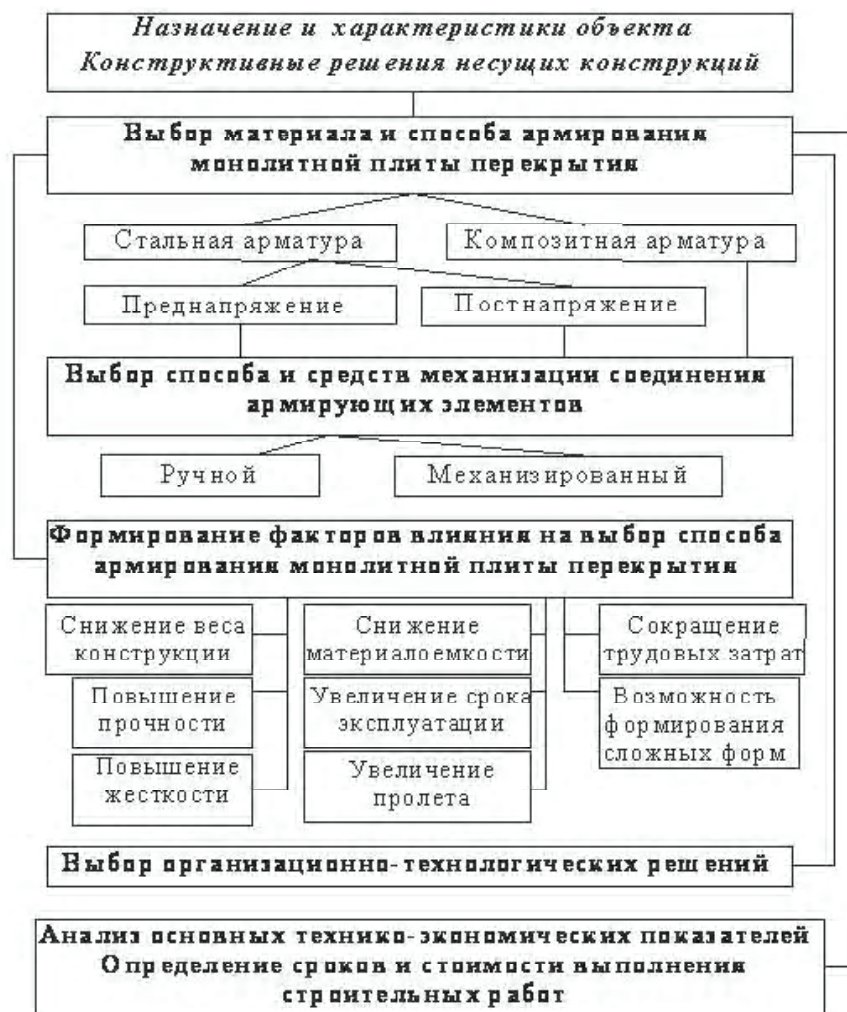 Назначение и характеристики объекта
Конструктивные решения несущих конструкций
Выбор материала и способа армирования
монолитной плиты перекрытия
Стальная арматура
Композитная арматура
Преднапряжение
Постнапряжение
Выбор способа и средств механизации соединения
армирующих элементов
Ручной
Механизированный
Формирование факторов влияния на выбор способа
армирования монолитной плиты перекрытия
Снижение веса
конструкции
Снижение
материалоемкости
Сокращение
трудовых затрат
Повышение
прочности
Увеличение срока
эксплуатации
Возможность
формирования
сложных форм
Повышение
жесткости
Увеличение
пролета
Выбор организационно-технологических решений
Анализ основных технико-экономических показателей
Определение сроков и стоимости выполнения
строительных работ